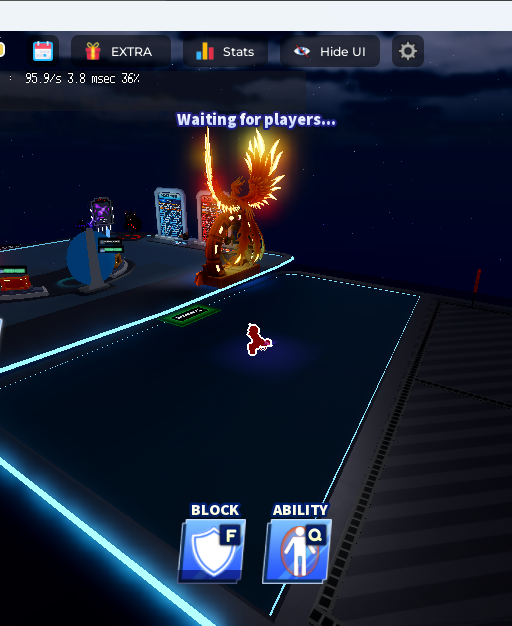 EXTRA
Stats
Hide UI
: 95.9/s 3.8 msec 36%
Waiting for players...
BLOCK
ABILITY
F
Q